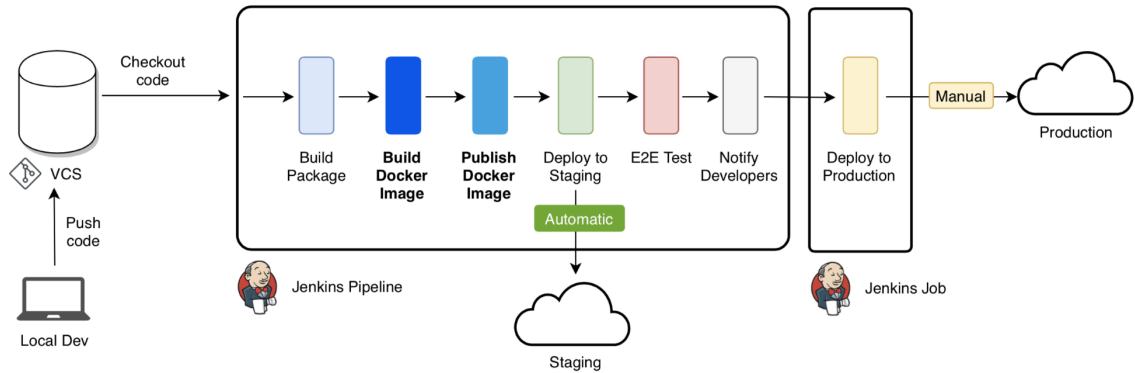 Checkout
code
VCS
Push
code
Local Dev
Build
Package
Build
Docker
Image
Publish
Docker
Image
Deploy to
Staging
E2E Test
Notify
Developers
Automatic
Jenkins Pipeline
Staging
Deploy to
Production
Jenkins Job
Manual
Production